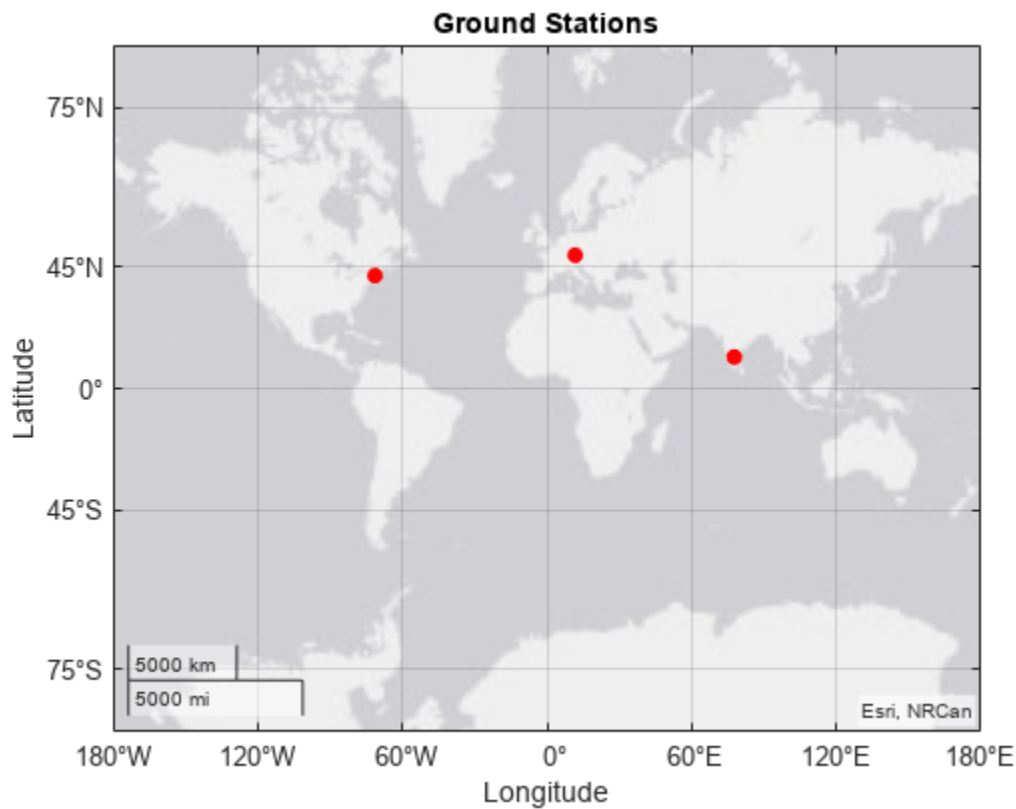 Ground Stations
75°N
45°N
0°
45°S
75°S
Latitude
5000 km
5000 mi
Esri, NRCan
180°W 120°W 60°W 0° 60°E 120°E 180°E
Longitude